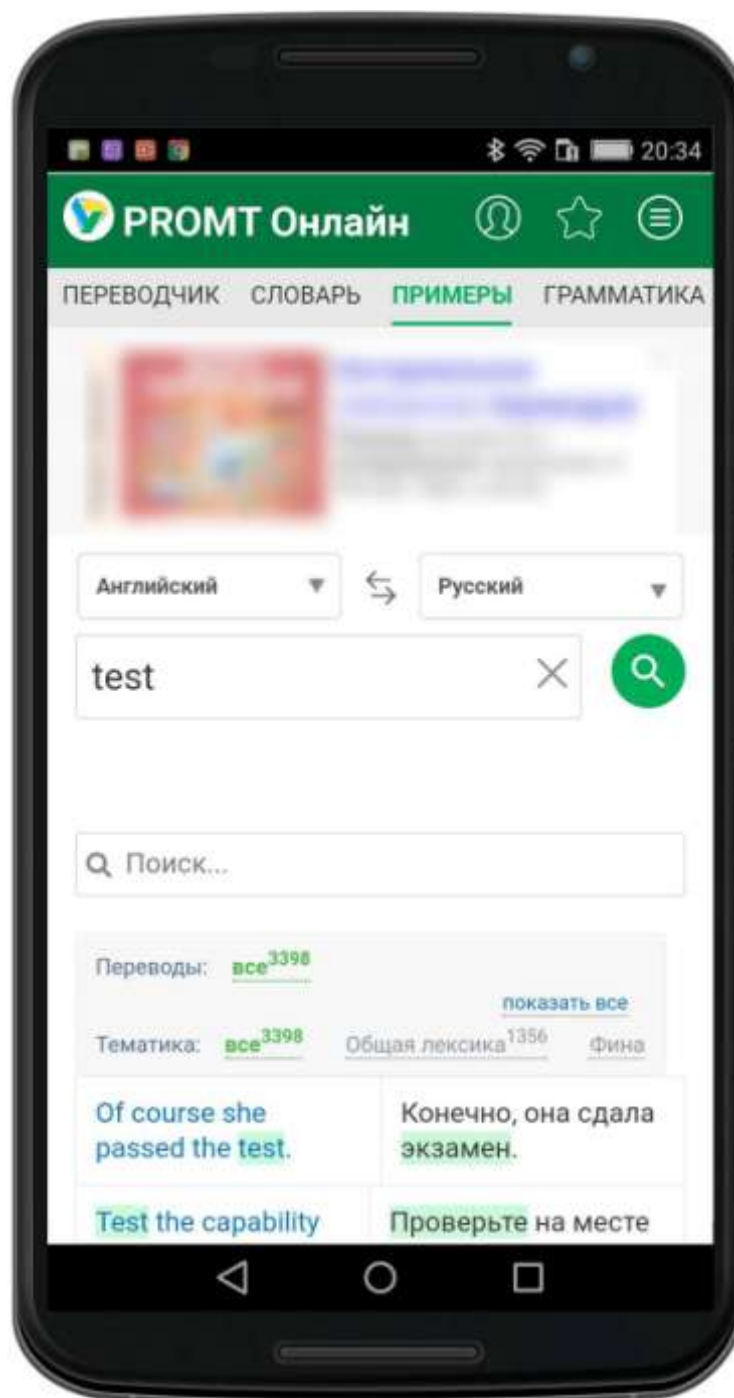 20:34
PROMT Онлайн
ПЕРЕВОДЧИК СЛОВАРЬ ПРИМЕРЫ ГРАММАТИКА
Английский Русский
test
Поиск...
Переводы: все3398
показать все
Тематика: все3398 Общая лексика1356 Фина
Of course she passed the test. Конечно, она сдала экзамен.
Test the capability Проверьте на месте